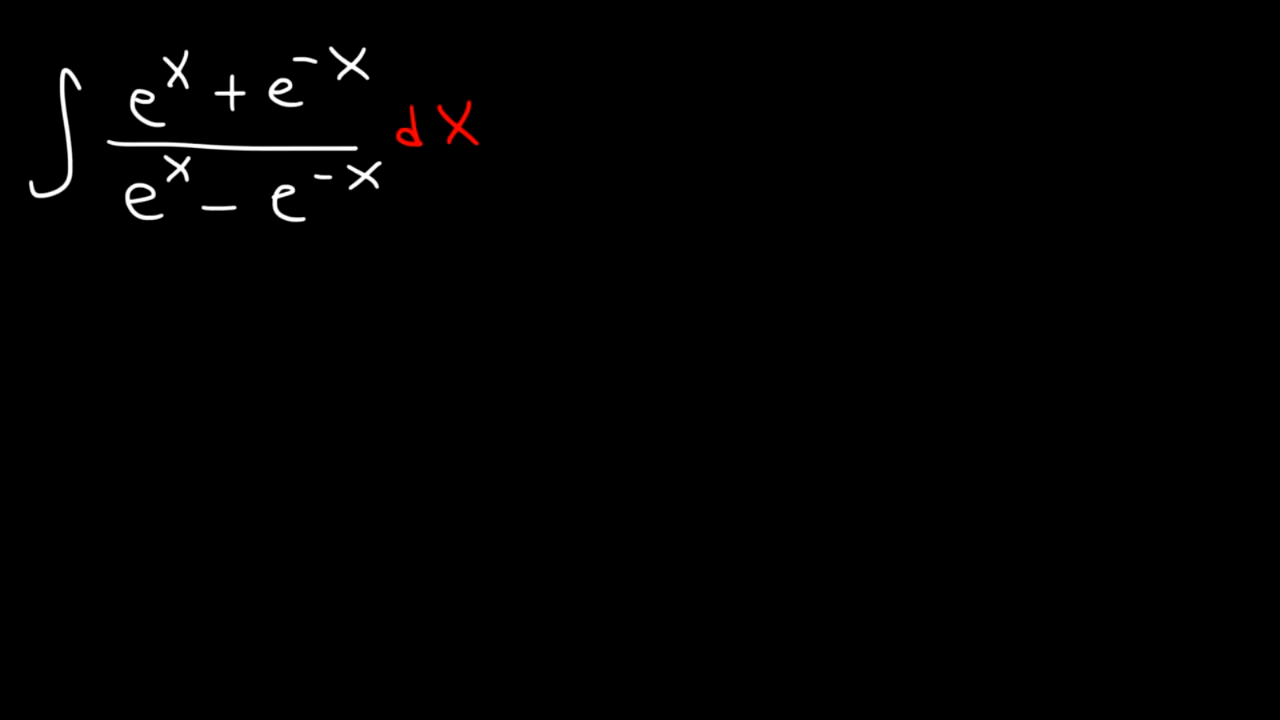 ∫ (e^x + e^{-x})/(e^x - e^{-x}) dx